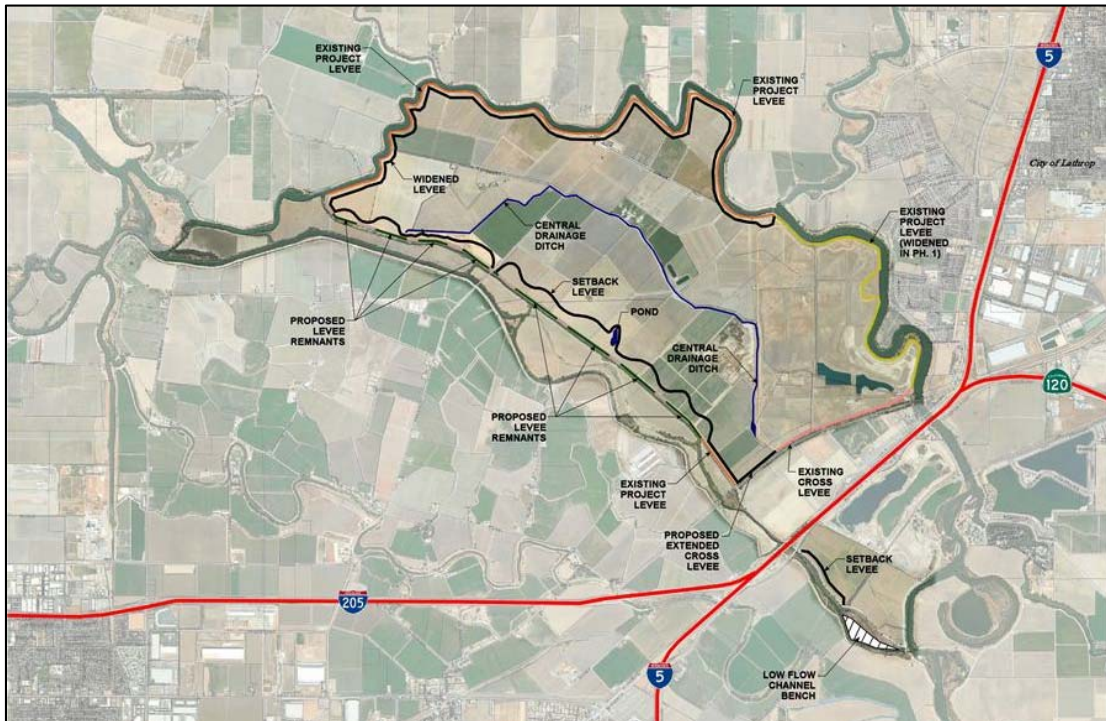 EXISTING
PROJECT
LEVEE
EXISTING
PROJECT
LEVEE
5
City of Lathrop
WIDENED
LEVEE
CENTRAL
DRAINAGE
DITCH
EXISTING
PROJECT
LEVEE
(WIDENED
IN PH. 1)
SETBACK
LEVEE
POND
PROPOSED
LEVEE
REMNANTS
CENTRAL
DRAINAGE
DITCH
120
PROPOSED
LEVEE
REMNANTS
EXISTING
PROJECT
LEVEE
EXISTING
CROSS
LEVEE
PROPOSED
EXTENDED
CROSS
LEVEE
SETBACK
LEVEE
205
5
LOW FLOW
CHANNEL
BENCH